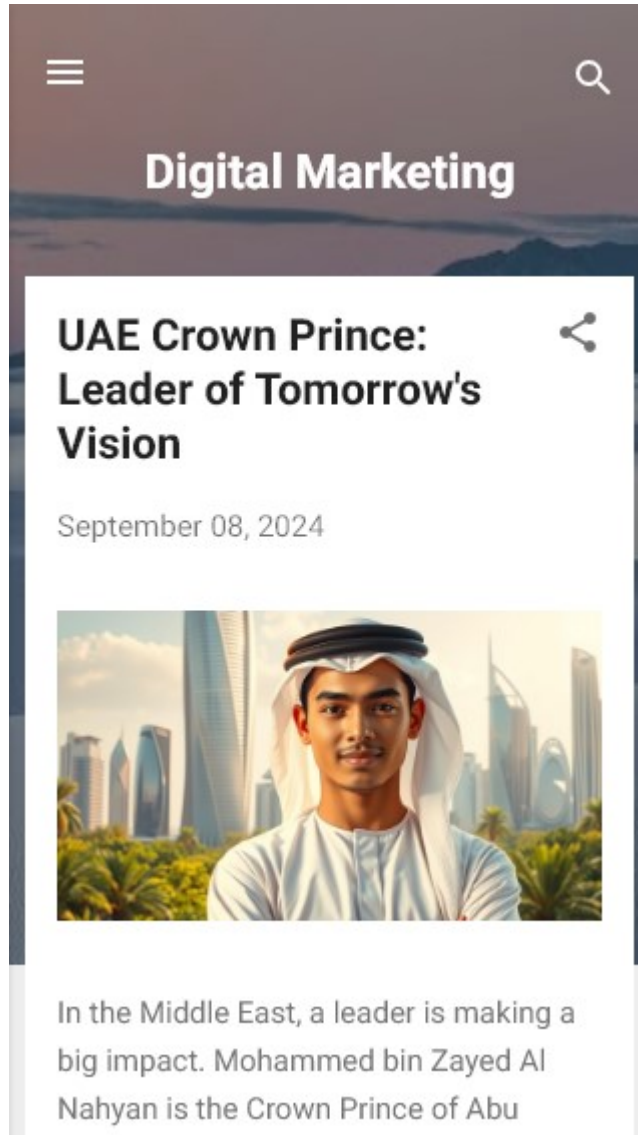 Digital Marketing
UAE Crown Prince:
Leader of Tomorrow's
Vision
September 08, 2024
In the Middle East, a leader is making a
big impact. Mohammed bin Zayed Al
Nahyan is the Crown Prince of Abu